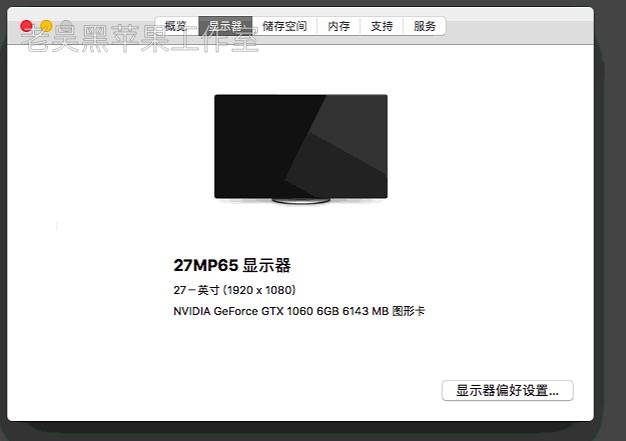 概览 显示器 储存空间 内存 支持 服务
老吴黑苹果工作室
27MP65 显示器
27－英寸 (1920 x 1080)
NVIDIA GeForce GTX 1060 6GB 6143 MB 图形卡
显示器偏好设置...